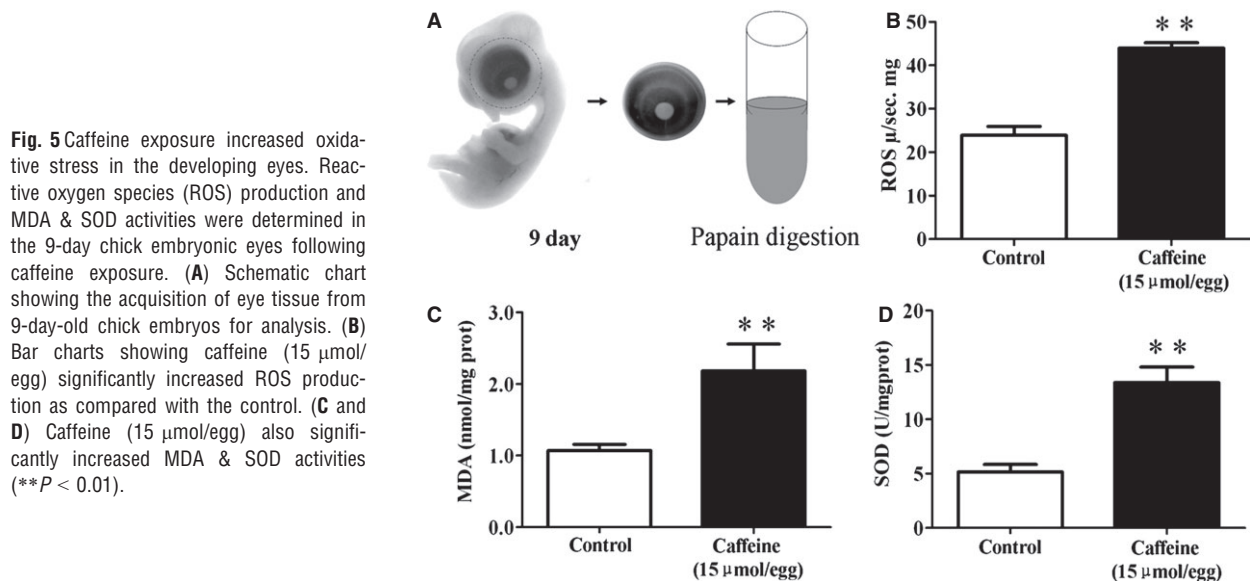 Fig. 5 Caffeine exposure increased oxida-
tive stress in the developing eyes. Reac-
tive oxygen species (ROS) production and
MDA & SOD activities were determined in
the 9-day chick embryonic eyes following
caffeine exposure. (A) Schematic chart
showing the acquisition of eye tissue from
9-day-old chick embryos for analysis. (B)
Bar charts showing caffeine (15 μmol/
egg) significantly increased ROS produc-
tion as compared with the control. (C and
D) Caffeine (15 μmol/egg) also signifi-
cantly increased MDA & SOD activities
(**P < 0.01).
A
9 day
Papain digestion
B
ROS μ/sec. mg
50
40
30
20
10
0
**
Control
Caffeine
(15 μmol/egg)
C
MDA (nmol/mg prot)
3.0
2.0
1.0
0.0
**
Control
Caffeine
(15 μmol/egg)
D
SOD (U/mgprot)
20
15
10
5
0
**
Control
Caffeine
(15 μmol/egg)